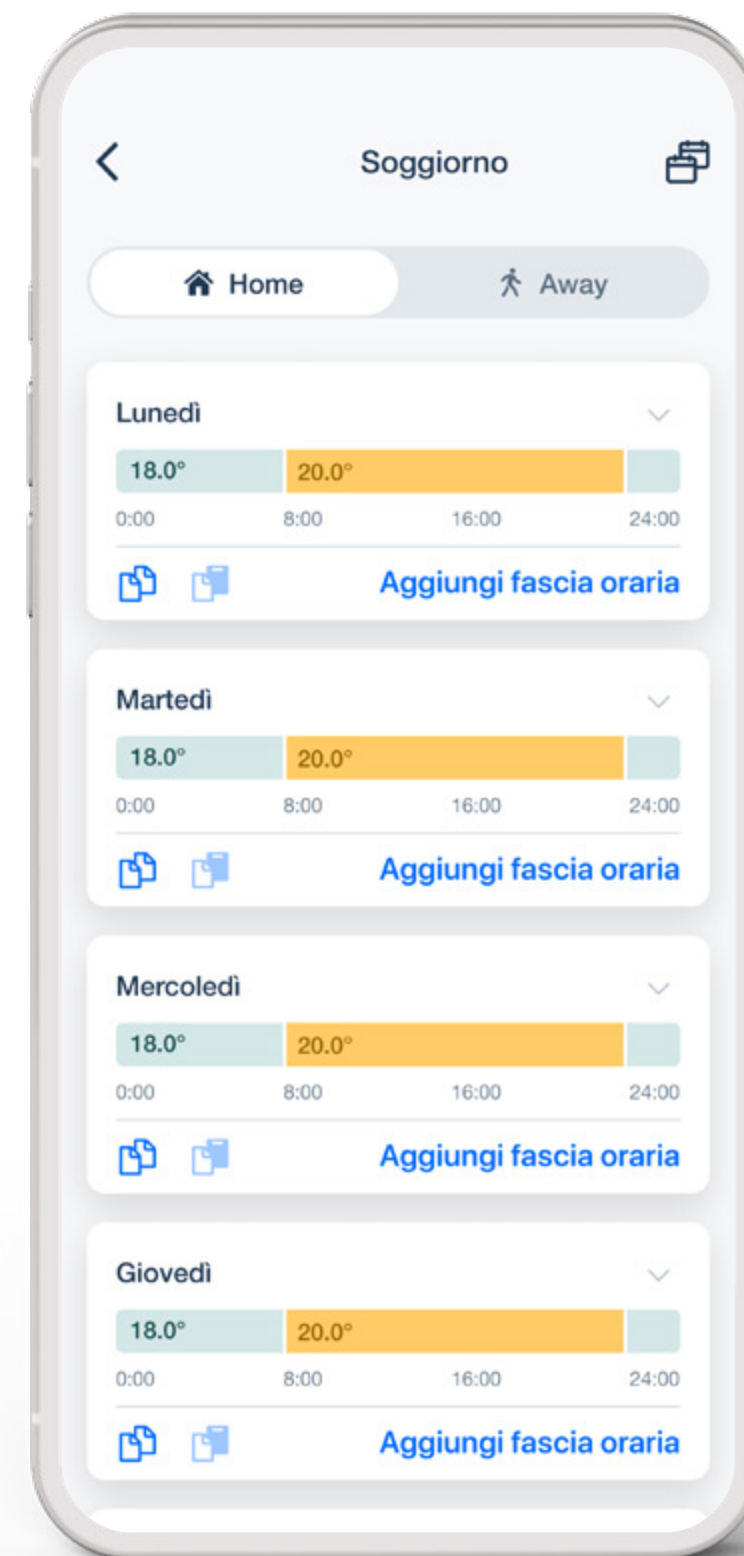 Soggiorno
Home Away
Lunedì
18.0° 20.0°
0:00 8:00 16:00 24:00
Aggiungi fascia oraria
Martedì
18.0° 20.0°
0:00 8:00 16:00 24:00
Aggiungi fascia oraria
Mercoledì
18.0° 20.0°
0:00 8:00 16:00 24:00
Aggiungi fascia oraria
Giovedì
18.0° 20.0°
0:00 8:00 16:00 24:00
Aggiungi fascia oraria